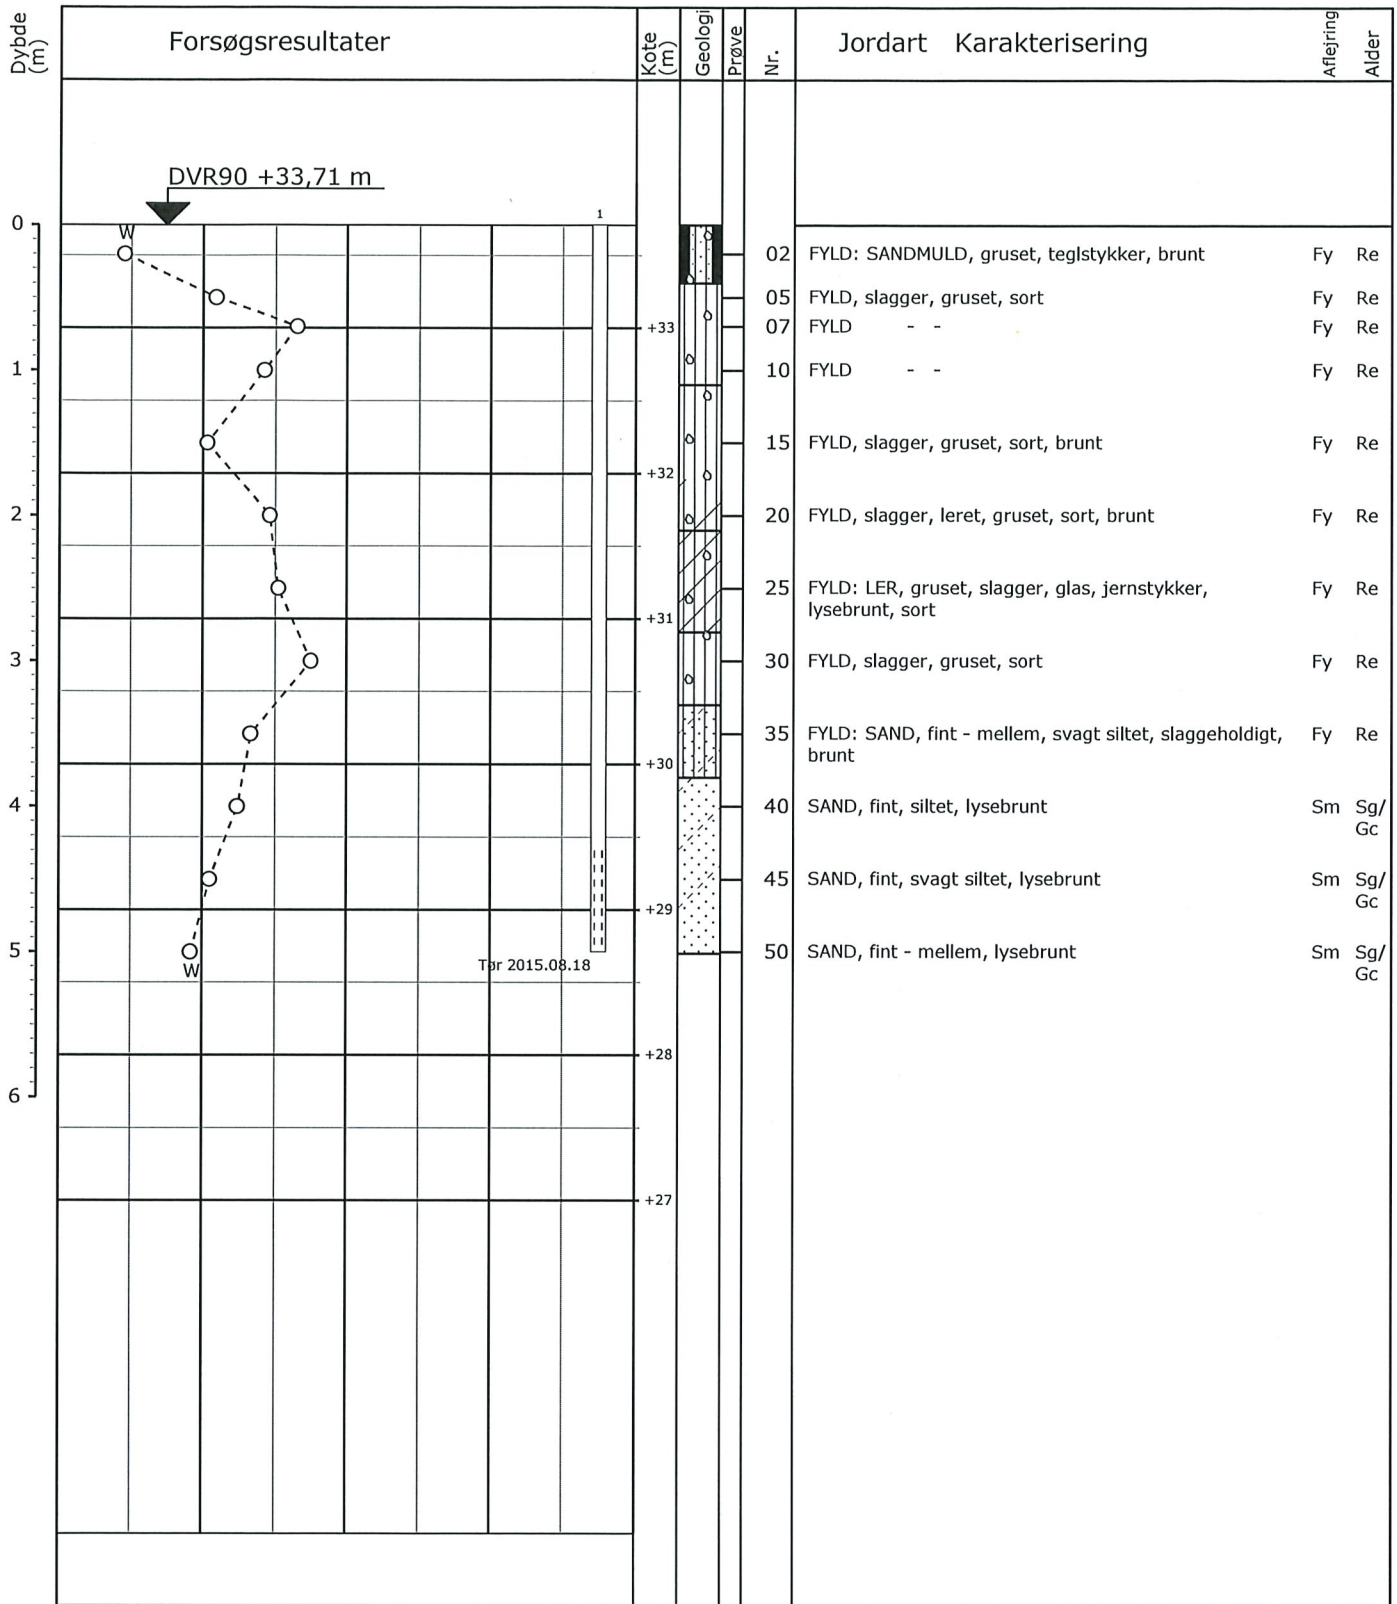 Dybde
(m)
Forsøgsresultater
Kote
(m)
Geologi
Prøve
Nr.
Jordart Karakterisering
Aflejring
Alder
DVR90 +33,71 m
1
0
W
02 FYLD: SANDMULD, gruset, teglstykker, brunt Fy Re
05 FYLD, slagger, gruset, sort Fy Re
+33 07 FYLD - - Fy Re
1 10 FYLD - - Fy Re
15 FYLD, slagger, gruset, sort, brunt Fy Re
+32
2 20 FYLD, slagger, leret, gruset, sort, brunt Fy Re
25 FYLD: LER, gruset, slagger, glas, jernstykker, Fy Re
lysebrunt, sort
+31
3 30 FYLD, slagger, gruset, sort Fy Re
35 FYLD: SAND, fint - mellem, svagt siltet, slaggeholdigt, Fy Re
brunt
+30
4 40 SAND, fint, siltet, lysebrunt Sm Sg/
Gc
45 SAND, fint, svagt siltet, lysebrunt Sm Sg/
Gc
+29
5 50 SAND, fint - mellem, lysebrunt Sm Sg/
W Tør 2015.08.18 Gc
+28
6
+27